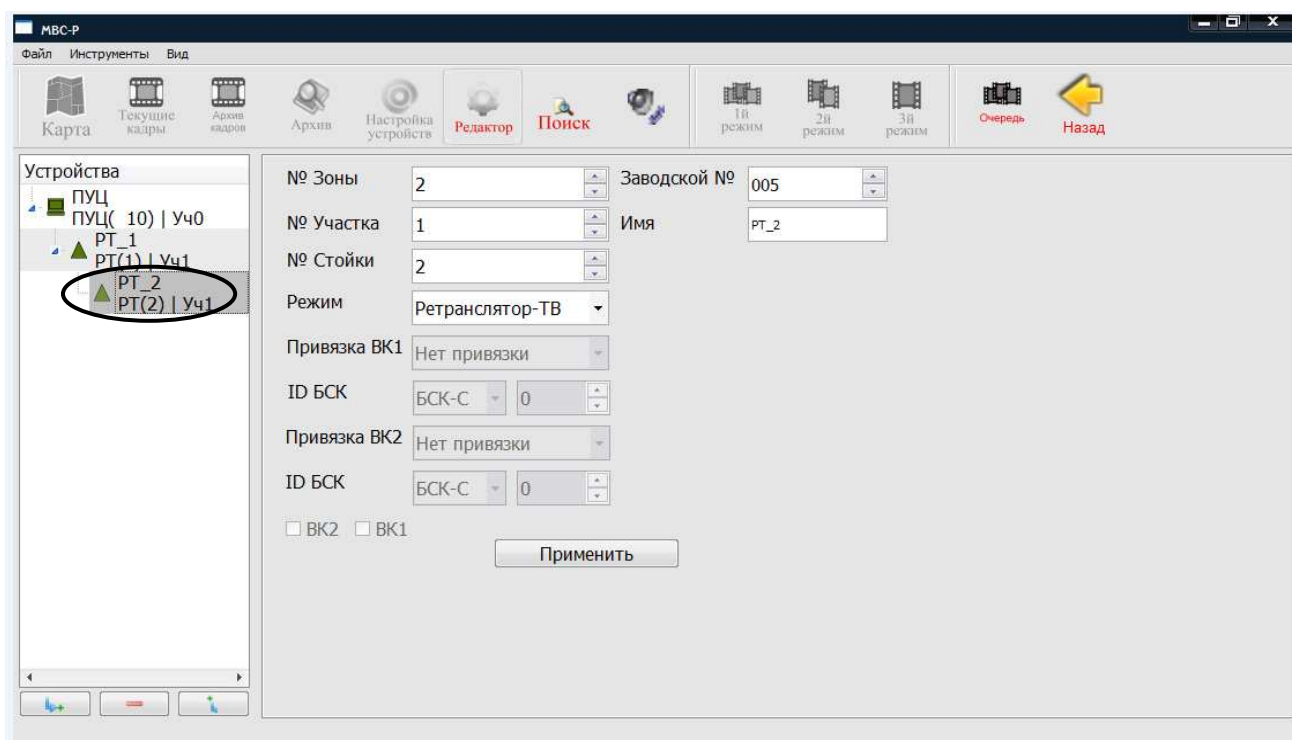 МВС-Р
Файл Инструменты Вид
Карта
Текущие кадры
Архив кадров
Архив
Настройка устройств
Редактор
Поиск
1й режим
2й режим
3й режим
Очередь
Назад
Устройства
ПУЦ
ПУЦ( 10) | Уч0
РТ_1
РТ(1) | Уч1
РТ_2
РТ(2) | Уч1
№ Зоны 2 Заводской № 005
№ Участка 1 Имя РТ_2
№ Стойки 2
Режим Ретранслятор-ТВ
Привязка ВК1 Нет привязки
ID БСК БСК-С 0
Привязка ВК2 Нет привязки
ID БСК БСК-С 0
ВК2 ВК1
Применить